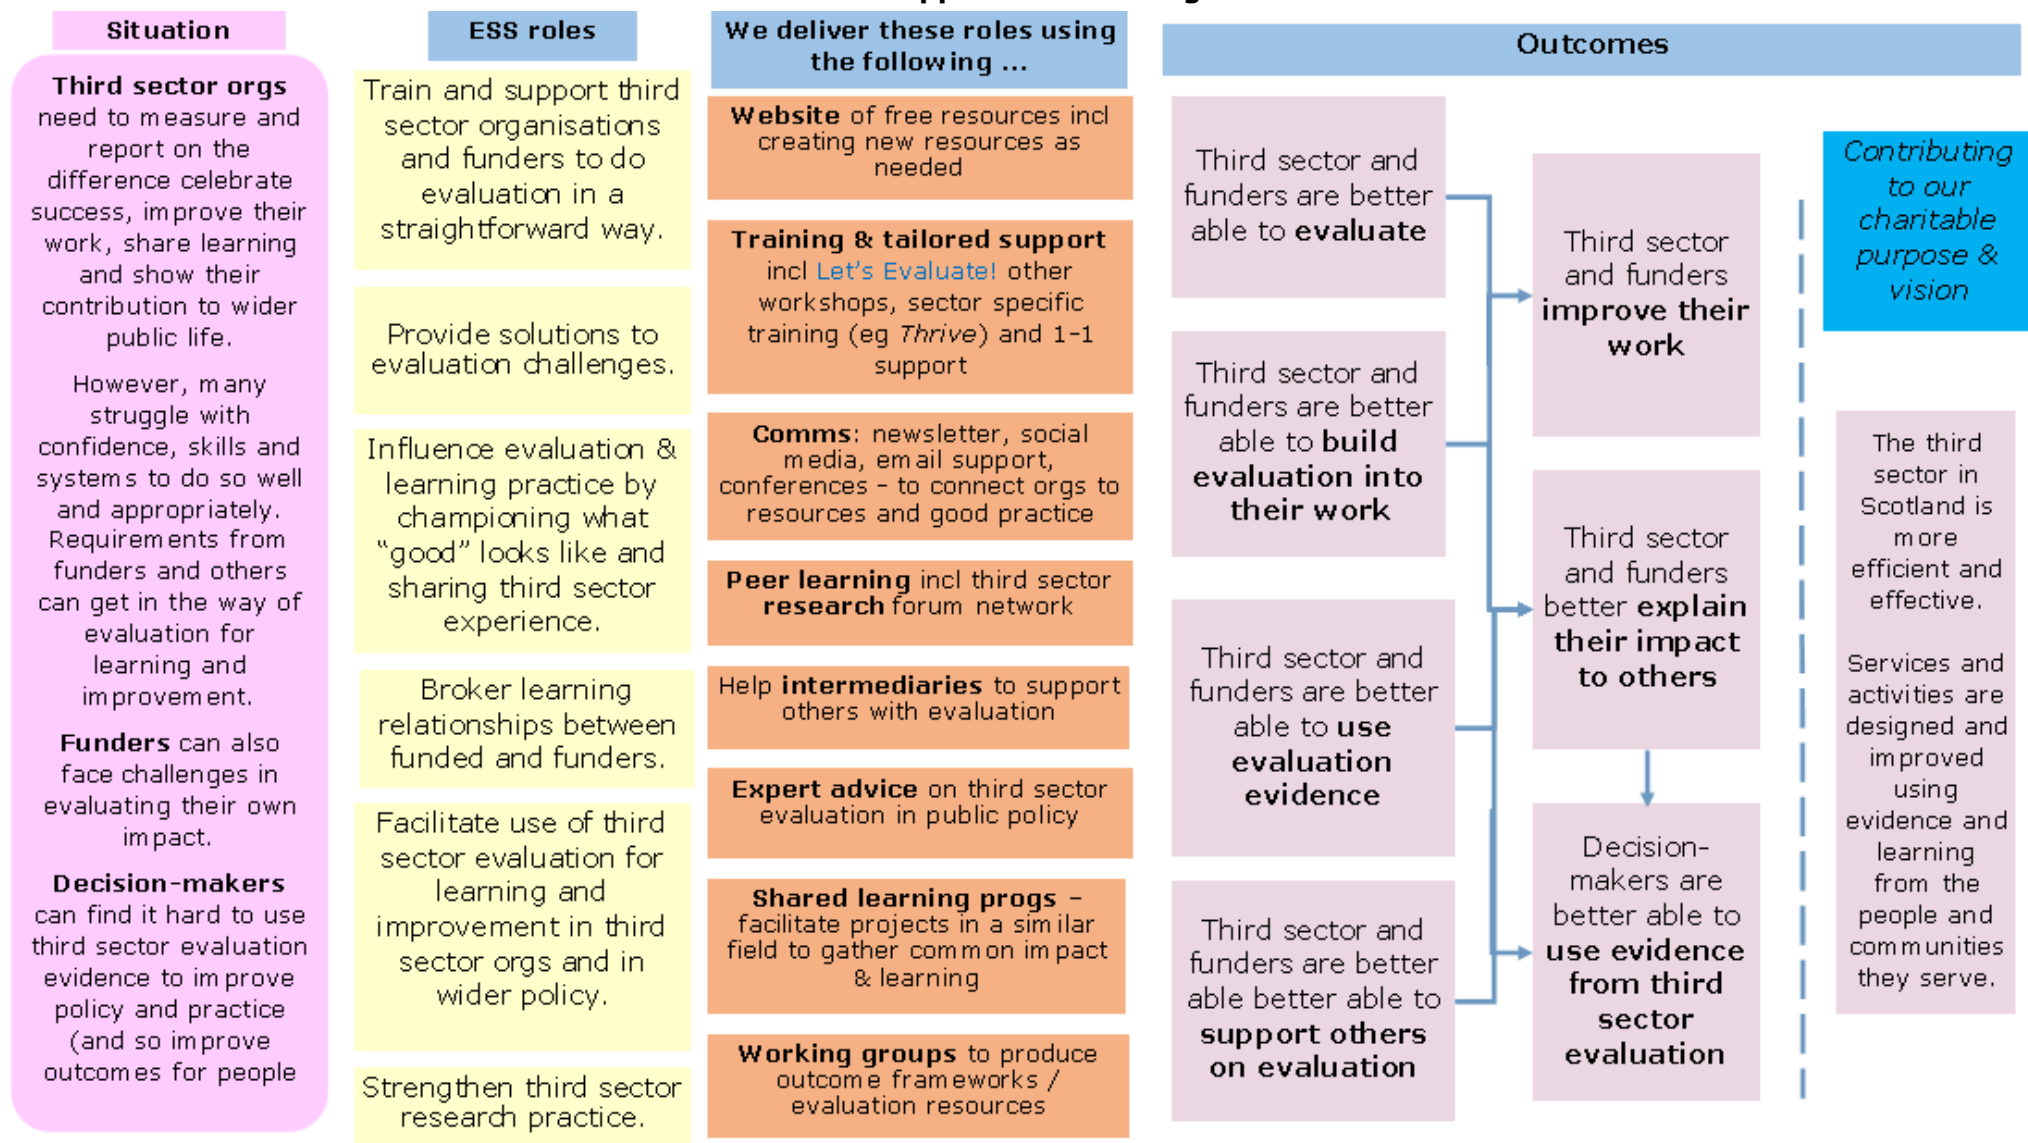 Situation
Third sector orgs
need to measure and
report on the
difference celebrate
success, improve their
work, share learning
and show their
contribution to wider
public life.
However, many
struggle with
confidence, skills and
systems to do so well
and appropriately.
Requirements from
funders and others
can get in the way of
evaluation for
learning and
improvement.
Funders can also
face challenges in
evaluating their own
impact.
Decision-makers
can find it hard to use
third sector evaluation
evidence to improve
policy and practice
(and so improve
outcomes for people
ESS roles
Train and support third
sector organisations
and funders to do
evaluation in a
straightforward way.
Provide solutions to
evaluation challenges.
Influence evaluation &
learning practice by
championing what
“good” looks like and
sharing third sector
experience.
Broker learning
relationships between
funded and funders.
Facilitate use of third
sector evaluation for
learning and
improvement in third
sector orgs and in
wider policy.
Strengthen third sector
research practice.
We deliver these roles using
the following ...
Website of free resources incl
creating new resources as
needed
Training & tailored support
incl Let’s Evaluate! other
workshops, sector specific
training (eg Thrive) and 1-1
support
Comms: newsletter, social
media, email support,
conferences – to connect orgs to
resources and good practice
Peer learning incl third sector
research forum network
Help intermediaries to support
others with evaluation
Expert advice on third sector
evaluation in public policy
Shared learning progs –
facilitate projects in a similar
field to gather common impact
& learning
Working groups to produce
outcome frameworks /
evaluation resources
Outcomes
Third sector and
funders are better
able to evaluate
Third sector and
funders are better
able to build
evaluation into
their work
Third sector and
funders are better
able to use
evaluation
evidence
Third sector and
funders are better
able better able to
support others
on evaluation
Third sector
and funders
improve their
work
Third sector
and funders
better explain
their impact
to others
Decision-
makers are
better able to
use evidence
from third
sector
evaluation
Contributing
to our
charitable
purpose &
vision
The third
sector in
Scotland is
more
efficient and
effective.
Services and
activities are
designed and
improved
using
evidence and
learning
from the
people and
communities
they serve.